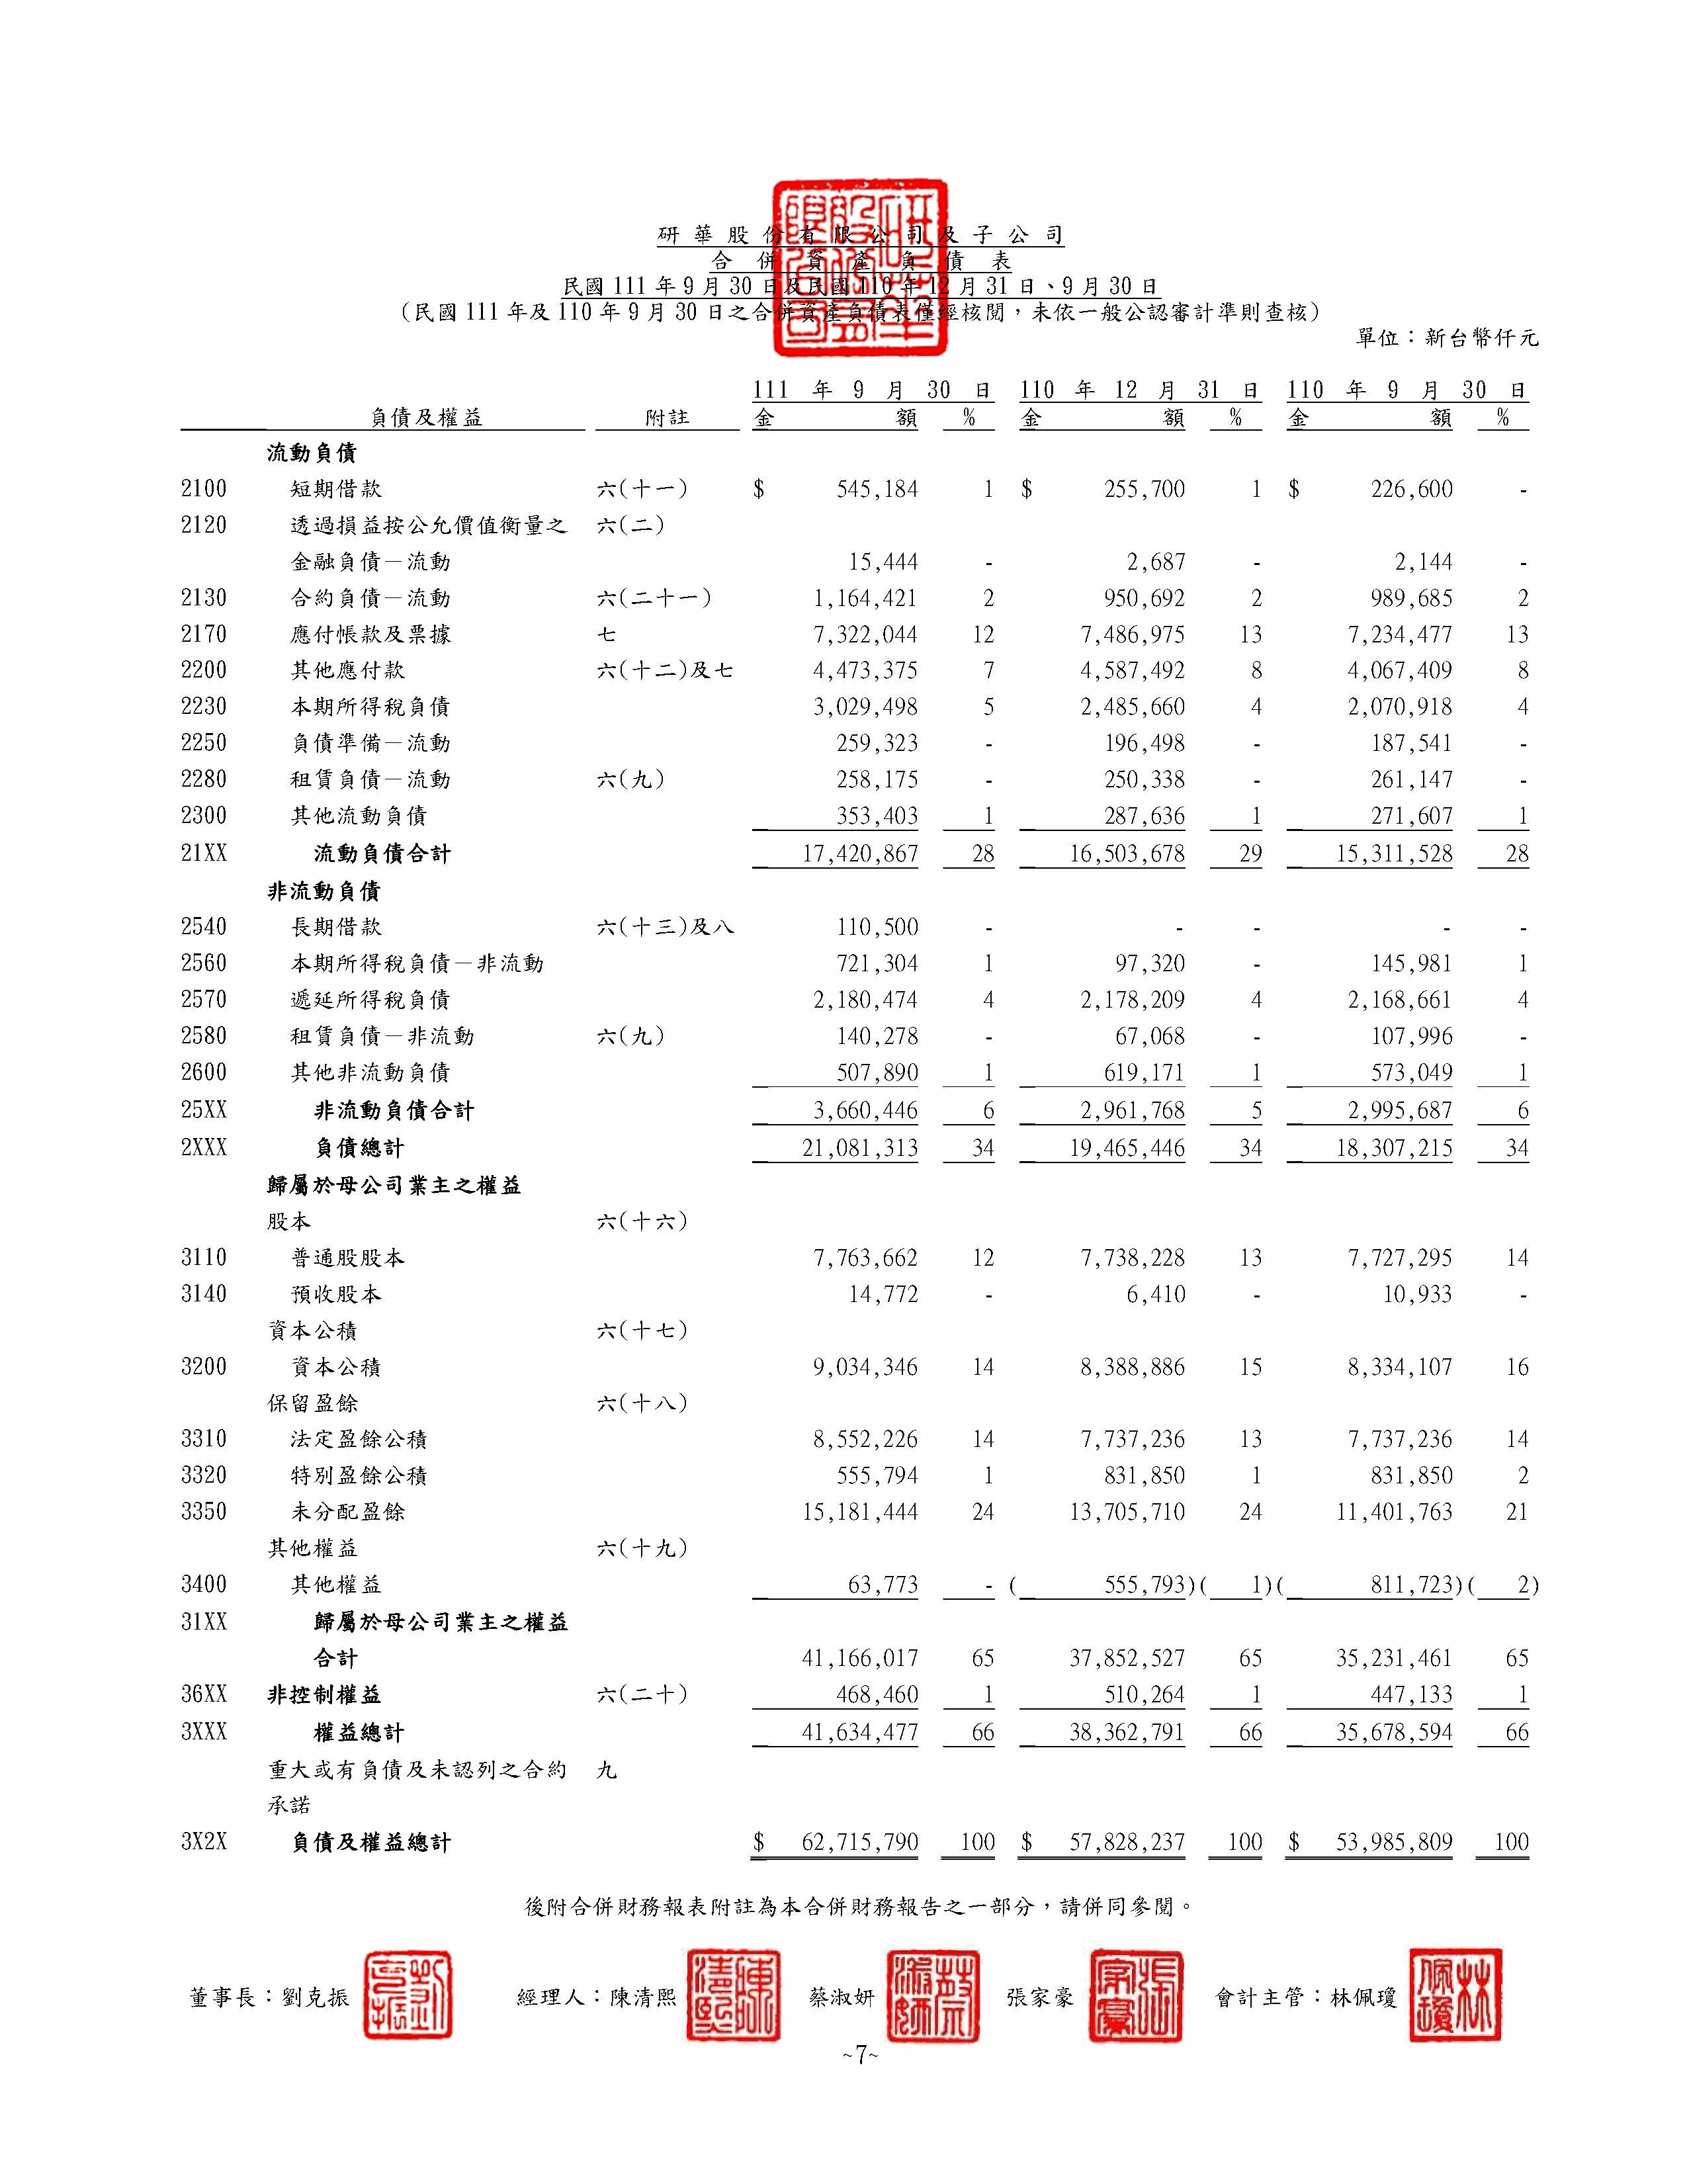 研華股份有限公司及子公司
合併資產負債表
民國 111 年 9 月 30 日及民國 110 年 12 月 31 日、9 月 30 日
(民國 111 年及 110 年 9 月 30 日之合併資產負債表僅經核閱,未依一般公認審計準則查核)
單位:新台幣仟元
111 年 9 月 30 日 110 年 12 月 31 日 110 年 9 月 30 日
負債及權益 附註 金額 % 金額 % 金額 %
流動負債
2100 短期借款 六(十一) $ 545,184 1 $ 255,700 1 $ 226,600 -
2120 透過損益按公允價值衡量之 六(二)
金融負債－流動 15,444 - 2,687 - 2,144 -
2130 合約負債－流動 六(二十一) 1,164,421 2 950,692 2 989,685 2
2170 應付帳款及票據 七 7,322,044 12 7,486,975 13 7,234,477 13
2200 其他應付款 六(十二)及七 4,473,375 7 4,587,492 8 4,067,409 8
2230 本期所得稅負債 3,029,498 5 2,485,660 4 2,070,918 4
2250 負債準備－流動 259,323 - 196,498 - 187,541 -
2280 租賃負債－流動 六(九) 258,175 - 250,338 - 261,147 -
2300 其他流動負債 353,403 1 287,636 1 271,607 1
21XX 流動負債合計 17,420,867 28 16,503,678 29 15,311,528 28
非流動負債
2540 長期借款 六(十三)及八 110,500 - - - - -
2560 本期所得稅負債－非流動 721,304 1 97,320 - 145,981 1
2570 遞延所得稅負債 2,180,474 4 2,178,209 4 2,168,661 4
2580 租賃負債－非流動 六(九) 140,278 - 67,068 - 107,996 -
2600 其他非流動負債 507,890 1 619,171 1 573,049 1
25XX 非流動負債合計 3,660,446 6 2,961,768 5 2,995,687 6
2XXX 負債總計 21,081,313 34 19,465,446 34 18,307,215 34
歸屬於母公司業主之權益
股本 六(十六)
3110 普通股股本 7,763,662 12 7,738,228 13 7,727,295 14
3140 預收股本 14,772 - 6,410 - 10,933 -
資本公積 六(十七)
3200 資本公積 9,034,346 14 8,388,886 15 8,334,107 16
保留盈餘 六(十八)
3310 法定盈餘公積 8,552,226 14 7,737,236 13 7,737,236 14
3320 特別盈餘公積 555,794 1 831,850 1 831,850 2
3350 未分配盈餘 15,181,444 24 13,705,710 24 11,401,763 21
其他權益 六(十九)
3400 其他權益 63,773 - ( 555,793)( 1)( 811,723)( 2)
31XX 歸屬於母公司業主之權益
合計 41,166,017 65 37,852,527 65 35,231,461 65
36XX 非控制權益 六(二十) 468,460 1 510,264 1 447,133 1
3XXX 權益總計 41,634,477 66 38,362,791 66 35,678,594 66
重大或有負債及未認列之合約 九
承諾
3X2X 負債及權益總計 $ 62,715,790 100 $ 57,828,237 100 $ 53,985,809 100
後附合併財務報表附註為本合併財務報告之一部分,請併同參閱。
董事長:劉克振 經理人:陳清熙 蔡淑妍 張家豪 會計主管:林佩瓊
~7~